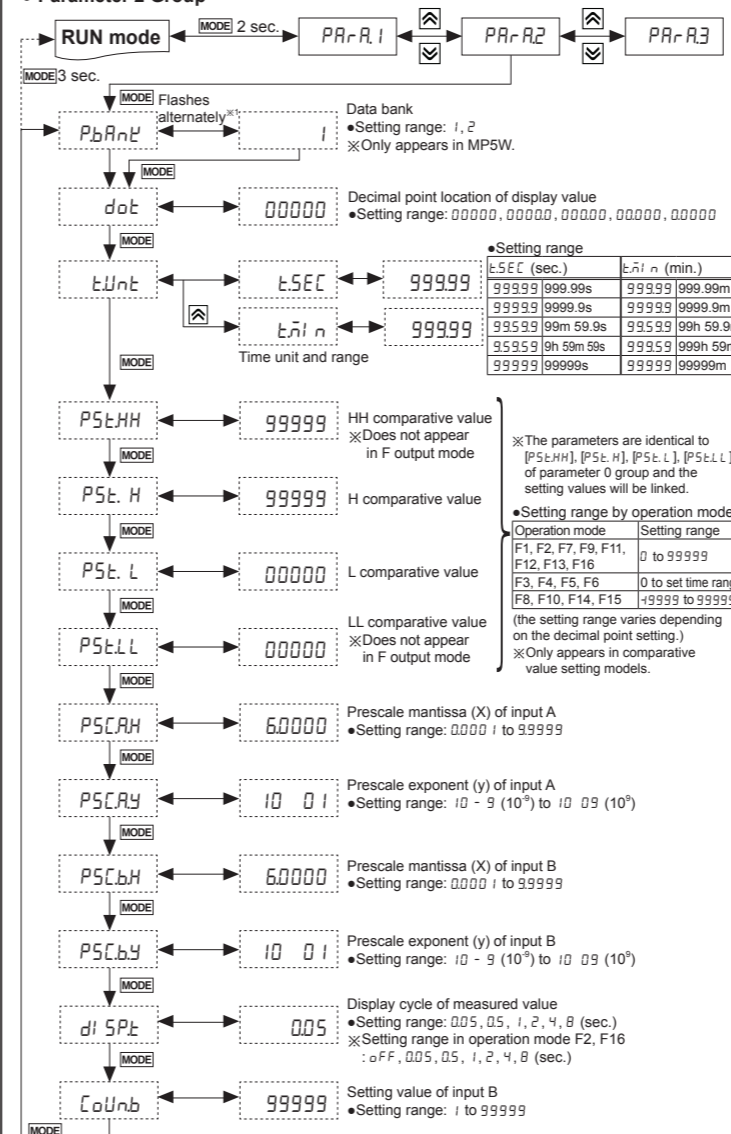 ● Parameter 2 Group
RUN mode
MODE 2 sec.
PArA.1
PArA.2
PArA.3
MODE 3 sec.
MODE Flashes
alternately※1
P.bAnK
1
Data bank
●Setting range: 1, 2
※Only appears in MP5W.
MODE
dot
00000
Decimal point location of display value
●Setting range: 00000, 0000.0, 000.00, 00.000, 0.0000
MODE
●Setting range
t.Unt
t.SEC
999.99
t.min
999.99
Time unit and range
t.SEC (sec.) t.min (min.)
999.99 999.99s 999.99 999.99m
9999.9 9999.9s 9999.9 9999.9m
99.59.9 99m 59.9s 99.59.9 99h 59.9
9.59.59 9h 59m 59s 999.59 999h 59m
99999 99999s 99999 99999m
MODE
PSt.HH
99999
HH comparative value
※Does not appear
in F output mode
MODE
PSt. H
99999
H comparative value
MODE
PSt. L
00000
L comparative value
MODE
PSt.LL
00000
LL comparative value
※Does not appear
in F output mode
※The parameters are identical to
[PSt.HH], [PSt. H], [PSt. L], [PSt.LL]
of parameter 0 group and the
setting values will be linked.
●Setting range by operation mode
Operation mode Setting range
F1, F2, F7, F9, F11,
F12, F13, F16 0 to 99999
F3, F4, F5, F6 0 to set time rang
F8, F10, F14, F15 -19999 to 99999
(the setting range varies depending
on the decimal point setting.)
※Only appears in comparative
value setting models.
MODE
PSC.A.H
6.0000
Prescale mantissa (X) of input A
●Setting range: 0.0001 to 9.9999
MODE
PSC.A.y
10 01
Prescale exponent (y) of input A
●Setting range: 10 - 9 (10-9) to 10 09 (109)
MODE
PSC.b.H
6.0000
Prescale mantissa (X) of input B
●Setting range: 0.0001 to 9.9999
MODE
PSC.b.y
10 01
Prescale exponent (y) of input B
●Setting range: 10 - 9 (10-9) to 10 09 (109)
MODE
diSP.t
0.05
Display cycle of measured value
●Setting range: 0.05, 0.5, 1, 2, 4, 8 (sec.)
※Setting range in operation mode F2, F16
: oFF, 0.05, 0.5, 1, 2, 4, 8 (sec.)
MODE
CoUn.b
99999
Setting value of input B
●Setting range: 1 to 99999
MODE